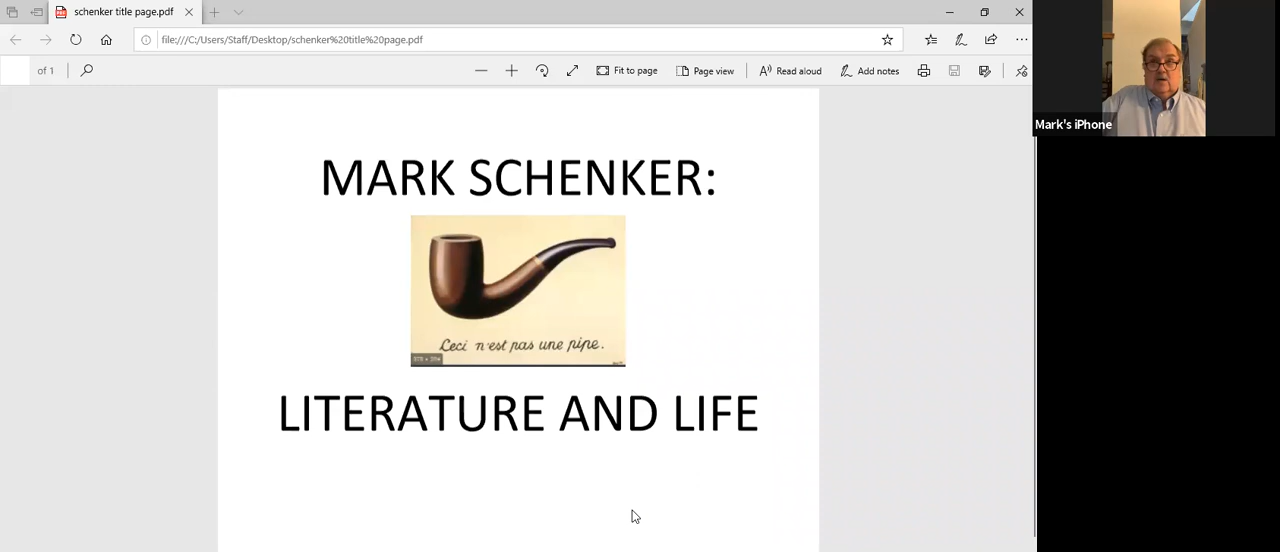 schenker title page.pdf
file:///C:/Users/Staff/Desktop/schenker%20title%20page.pdf
of 1
Fit to page
Page view
Read aloud
Add notes
Mark's iPhone
MARK SCHENKER:
Ceci n'est pas une pipe.
LITERATURE AND LIFE